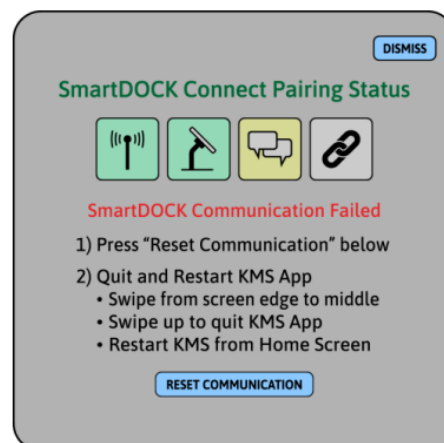 DISMISS
SmartDOCK Connect Pairing Status
SmartDOCK Communication Failed
1) Press “Reset Communication” below
2) Quit and Restart KMS App
• Swipe from screen edge to middle
• Swipe up to quit KMS App
• Restart KMS from Home Screen
RESET COMMUNICATION